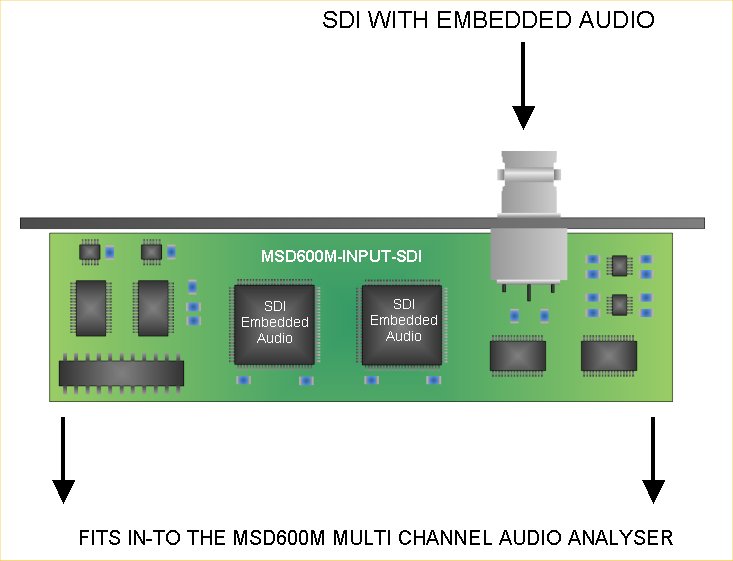 SDI WITH EMBEDDED AUDIO
MSD600M-INPUT-SDI
SDI
Embedded
Audio
SDI
Embedded
Audio
FITS IN-TO THE MSD600M MULTI CHANNEL AUDIO ANALYSER